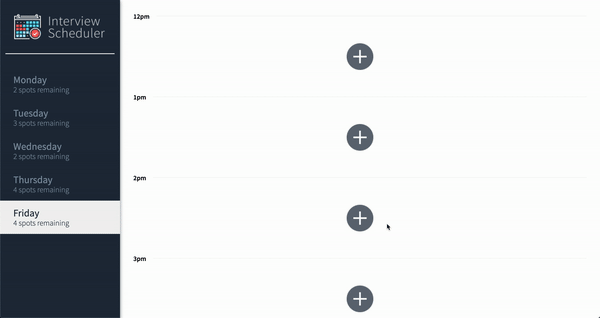 Interview
Scheduler
Monday
2 spots remaining
Tuesday
3 spots remaining
Wednesday
2 spots remaining
Thursday
4 spots remaining
Friday
4 spots remaining
12pm
1pm
2pm
3pm